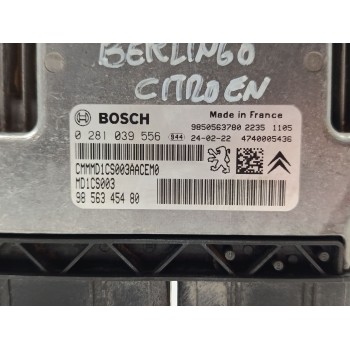 BERLINGO
CITROEN
BOSCH
Made in France
0 281 039 556 944
9850563780 2235 1105
24-02-22 4740005436
CMMMD1CS003AACEM0
MD1CS003
98 563 454 80